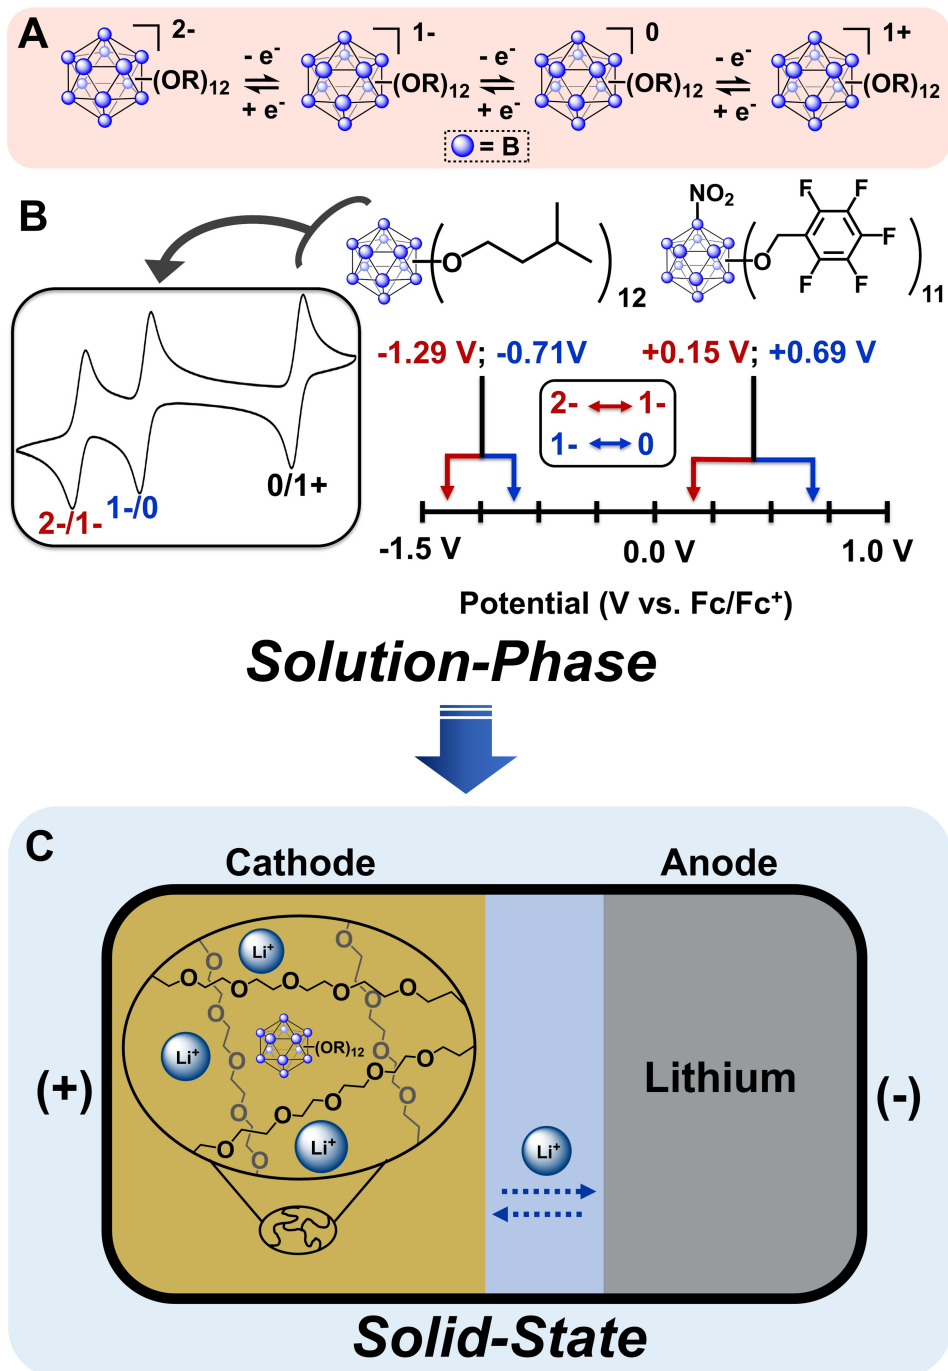 A
2-
1-
0
1+
- e⁻
- e⁻
- e⁻
(OR)₁₂
(OR)₁₂
(OR)₁₂
(OR)₁₂
+ e⁻
+ e⁻
+ e⁻
= B
B
NO₂
F
F
F
F
F
O
O
12
11
-1.29 V; -0.71V
+0.15 V; +0.69 V
2- 1-
1- 0
0/1+
1-/0
2-/1-
-1.5 V
0.0 V
1.0 V
Potential (V vs. Fc/Fc⁺)
Solution-Phase
C
Cathode
Anode
Li⁺
O
O
O
O
O
O
O
O
O
O
Li⁺
(OR)₁₂
O
O
O
O
O
O
O
O
Li⁺
(+)
Lithium
(-)
Li⁺
Solid-State